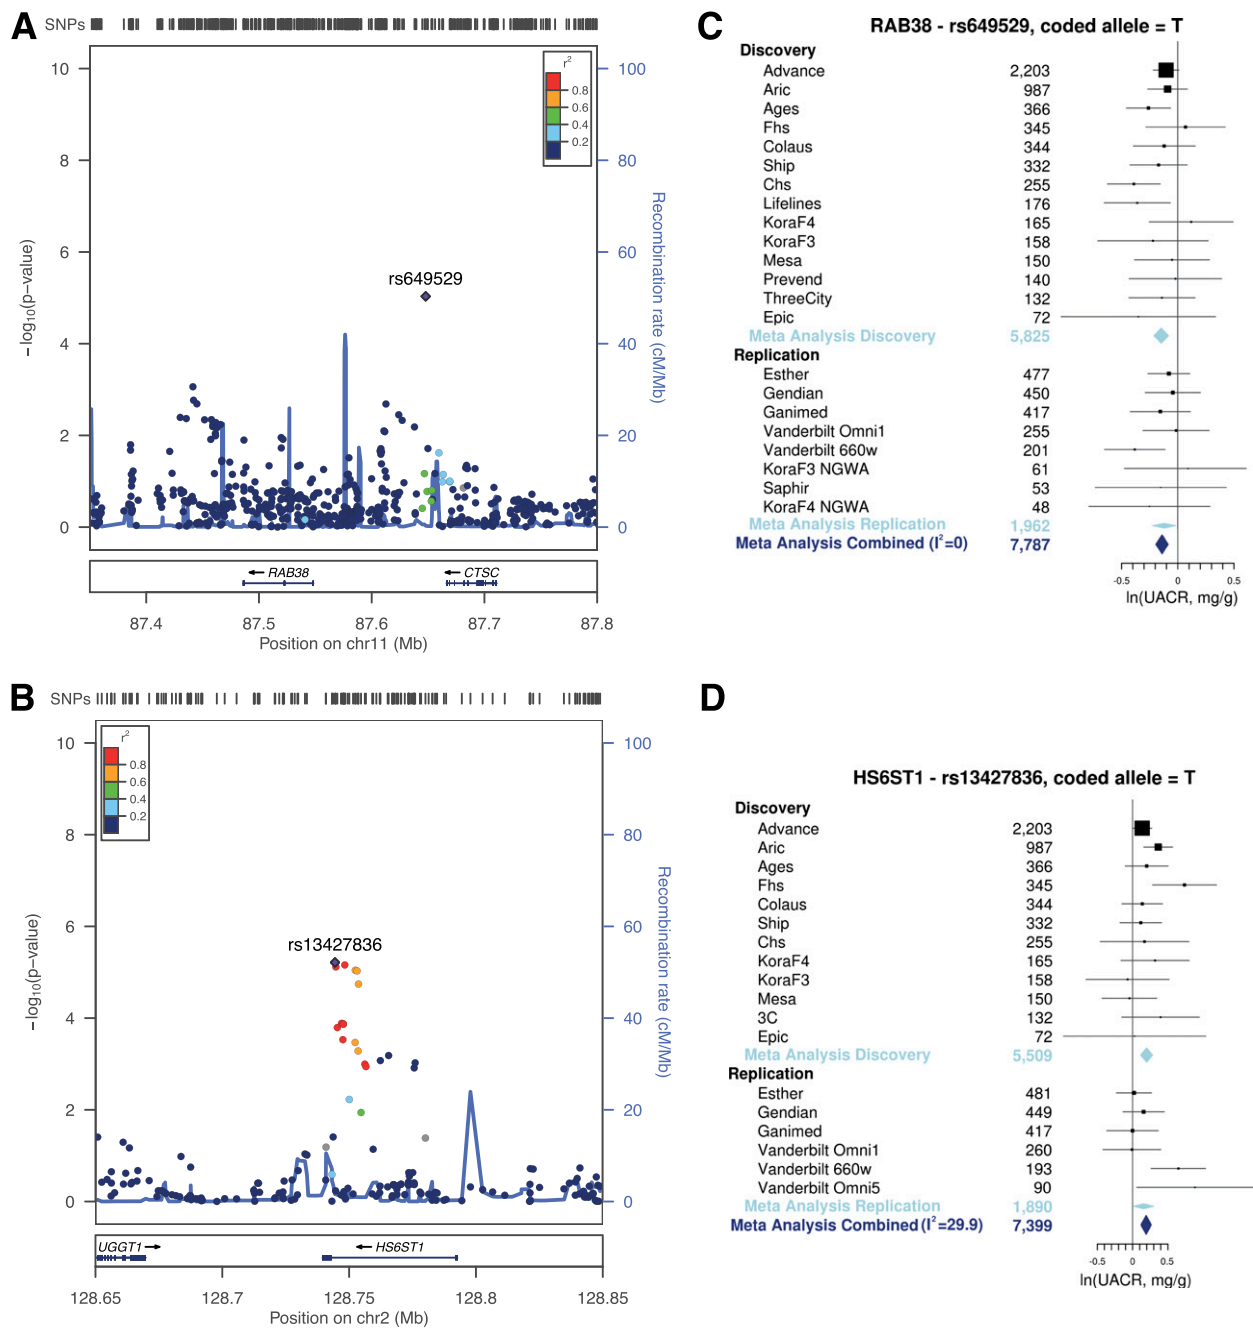 A
SNPs
10
8
6
4
2
0
100
80
60
40
20
0
r2
0.8
0.6
0.4
0.2
rs649529
−log10(p−value)
Recombination rate (cM/Mb)
RAB38
CTSC
87.4
87.5
87.6
87.7
87.8
Position on chr11 (Mb)
B
SNPs
10
8
6
4
2
0
100
80
60
40
20
0
r2
0.8
0.6
0.4
0.2
rs13427836
−log10(p−value)
Recombination rate (cM/Mb)
UGGT1
HS6ST1
128.65
128.7
128.75
128.8
128.85
Position on chr2 (Mb)
C
RAB38 - rs649529, coded allele = T
Discovery
Advance 2,203
Aric 987
Ages 366
Fhs 345
Colaus 344
Ship 332
Chs 255
Lifelines 176
KoraF4 165
KoraF3 158
Mesa 150
Prevend 140
ThreeCity 132
Epic 72
Meta Analysis Discovery 5,825
Replication
Esther 477
Gendian 450
Ganimed 417
Vanderbilt Omni1 255
Vanderbilt 660w 201
KoraF3 NGWA 61
Saphir 53
KoraF4 NGWA 48
Meta Analysis Replication 1,962
Meta Analysis Combined (I2=0) 7,787
-0.5 0 0.5
ln(UACR, mg/g)
D
HS6ST1 - rs13427836, coded allele = T
Discovery
Advance 2,203
Aric 987
Ages 366
Fhs 345
Colaus 344
Ship 332
Chs 255
KoraF4 165
KoraF3 158
Mesa 150
3C 132
Epic 72
Meta Analysis Discovery 5,509
Replication
Esther 481
Gendian 449
Ganimed 417
Vanderbilt Omni1 260
Vanderbilt 660w 193
Vanderbilt Omni5 90
Meta Analysis Replication 1,890
Meta Analysis Combined (I2=29.9) 7,399
-0.5 0 0.5
ln(UACR, mg/g)